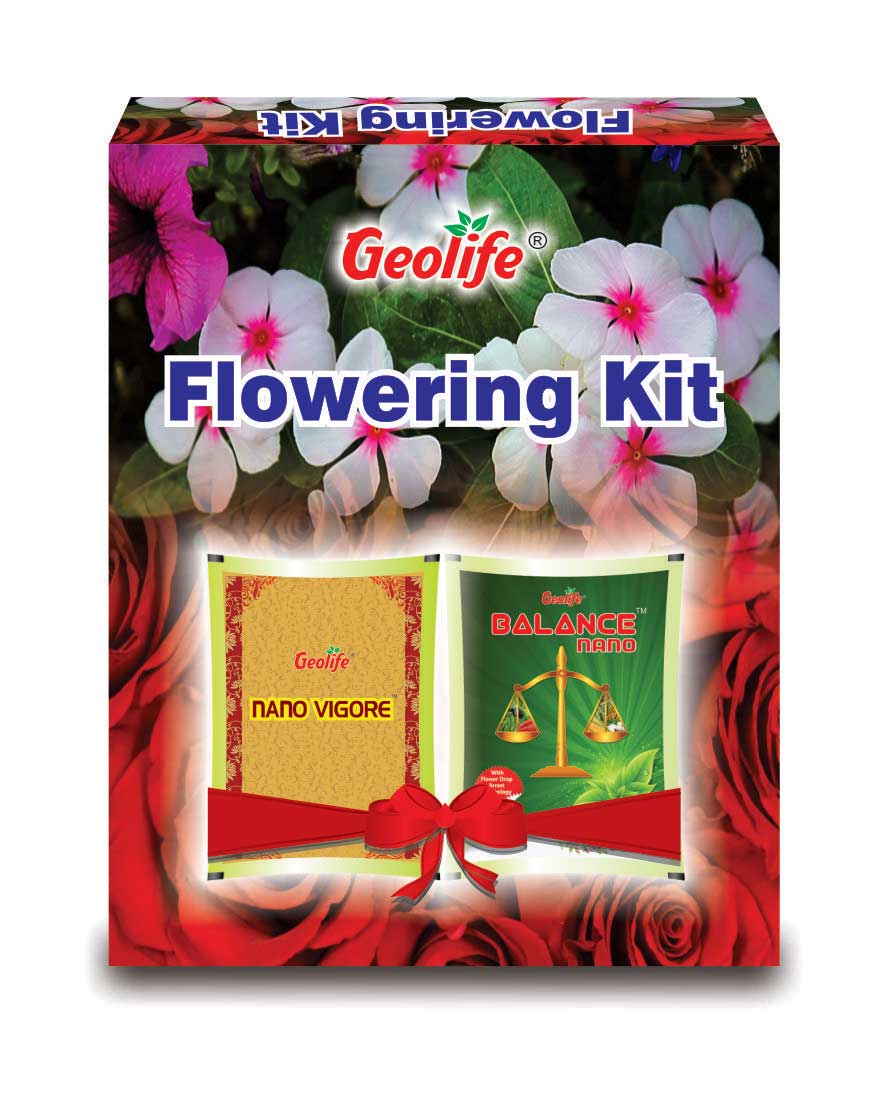 Flowering Kit
Geolife®
Flowering Kit
Geolife®
NANO VIGORE™
Geolife®
BALANCE™
NANO
With
Flower Drop
Arrest